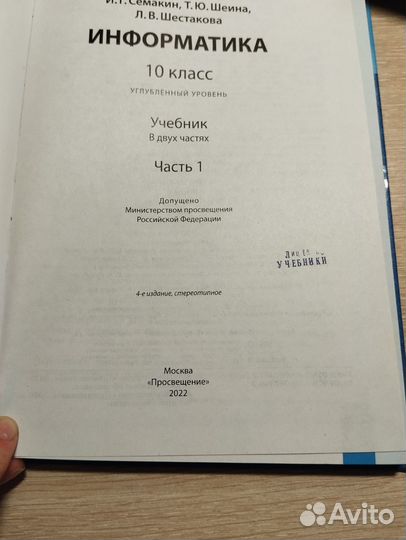 И.Г. Семакин, Т.Ю. Шеина,
Л.В. Шестакова
ИНФОРМАТИКА
10 класс
УГЛУБЛЁННЫЙ УРОВЕНЬ
Учебник
В двух частях
Часть 1
Допущено
Министерством просвещения
Российской Федерации
УЧЕБНИКИ
4-е издание, стереотипное
Москва
«Просвещение»
2022
Avito